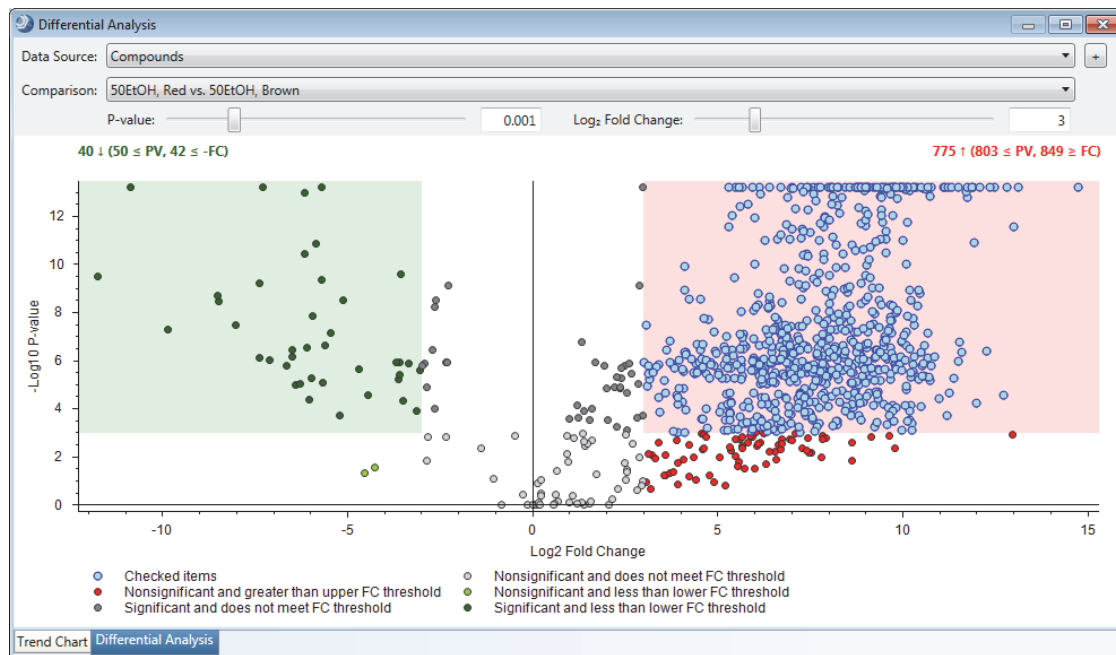 Differential Analysis
Data Source: Compounds +
Comparison: 50EtOH, Red vs. 50EtOH, Brown
P-value: 0.001 Log₂ Fold Change: 3
40 ↓ (50 ≤ PV, 42 ≤ -FC) 775 ↑ (803 ≤ PV, 849 ≥ FC)
12
10
8
6
4
2
0
-Log10 P-value
-10 -5 0 5 10 15
Log2 Fold Change
Checked items Nonsignificant and does not meet FC threshold
Nonsignificant and greater than upper FC threshold Nonsignificant and less than lower FC threshold
Significant and does not meet FC threshold Significant and less than lower FC threshold
Trend Chart Differential Analysis